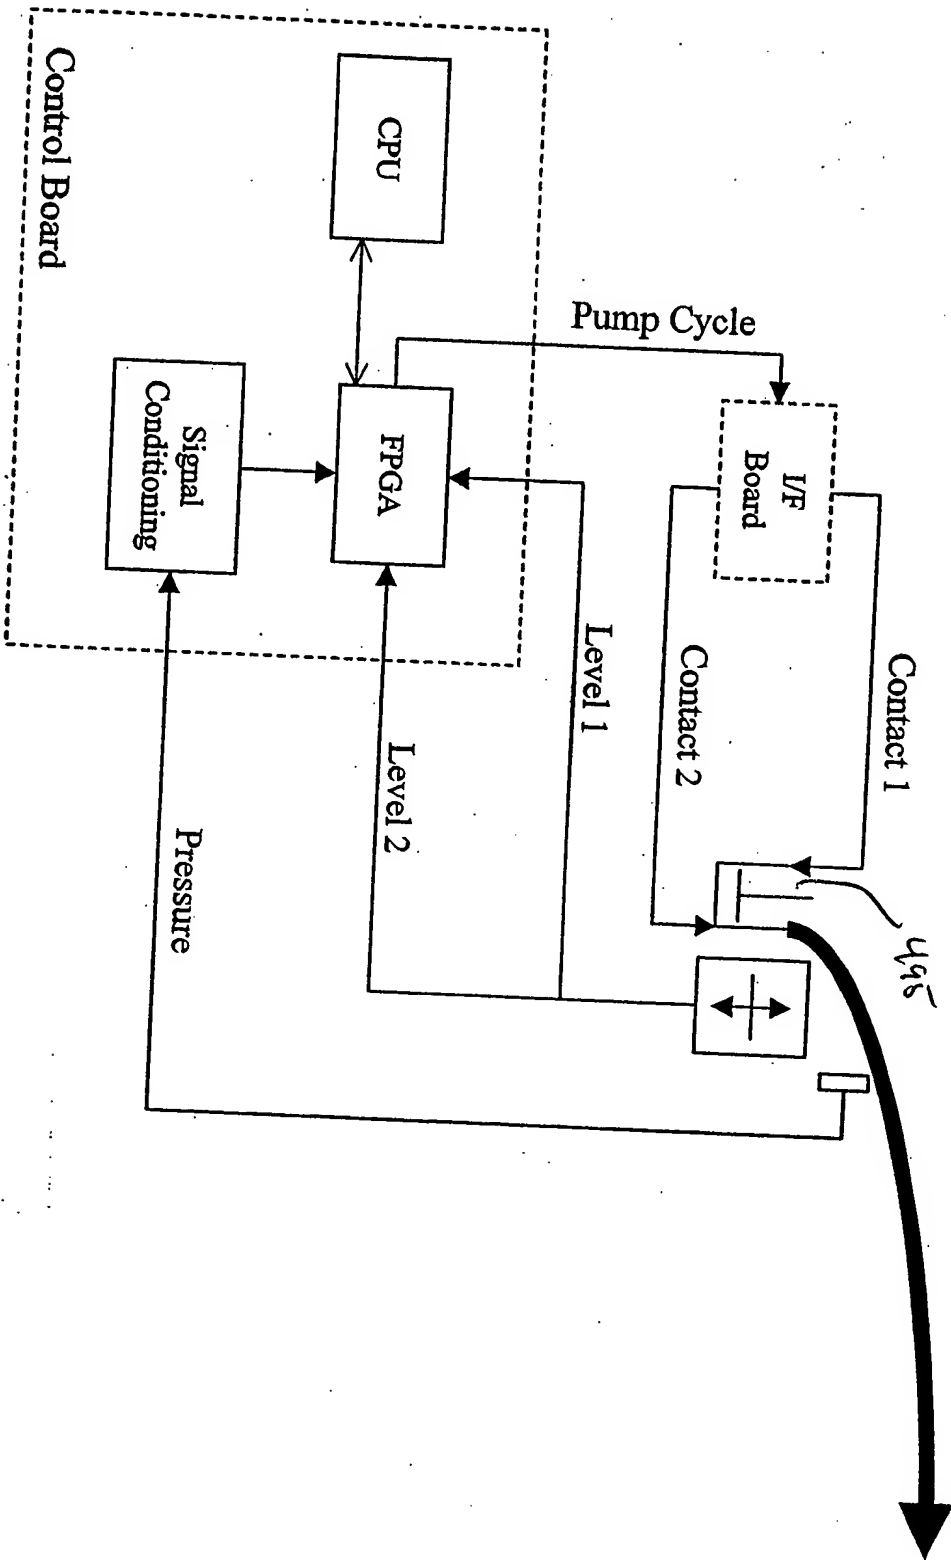 Control Board
CPU
FPGA
Signal
Conditioning
Pump Cycle
I/F
Board
Contact 1
Contact 2
Level 1
Level 2
Pressure
495